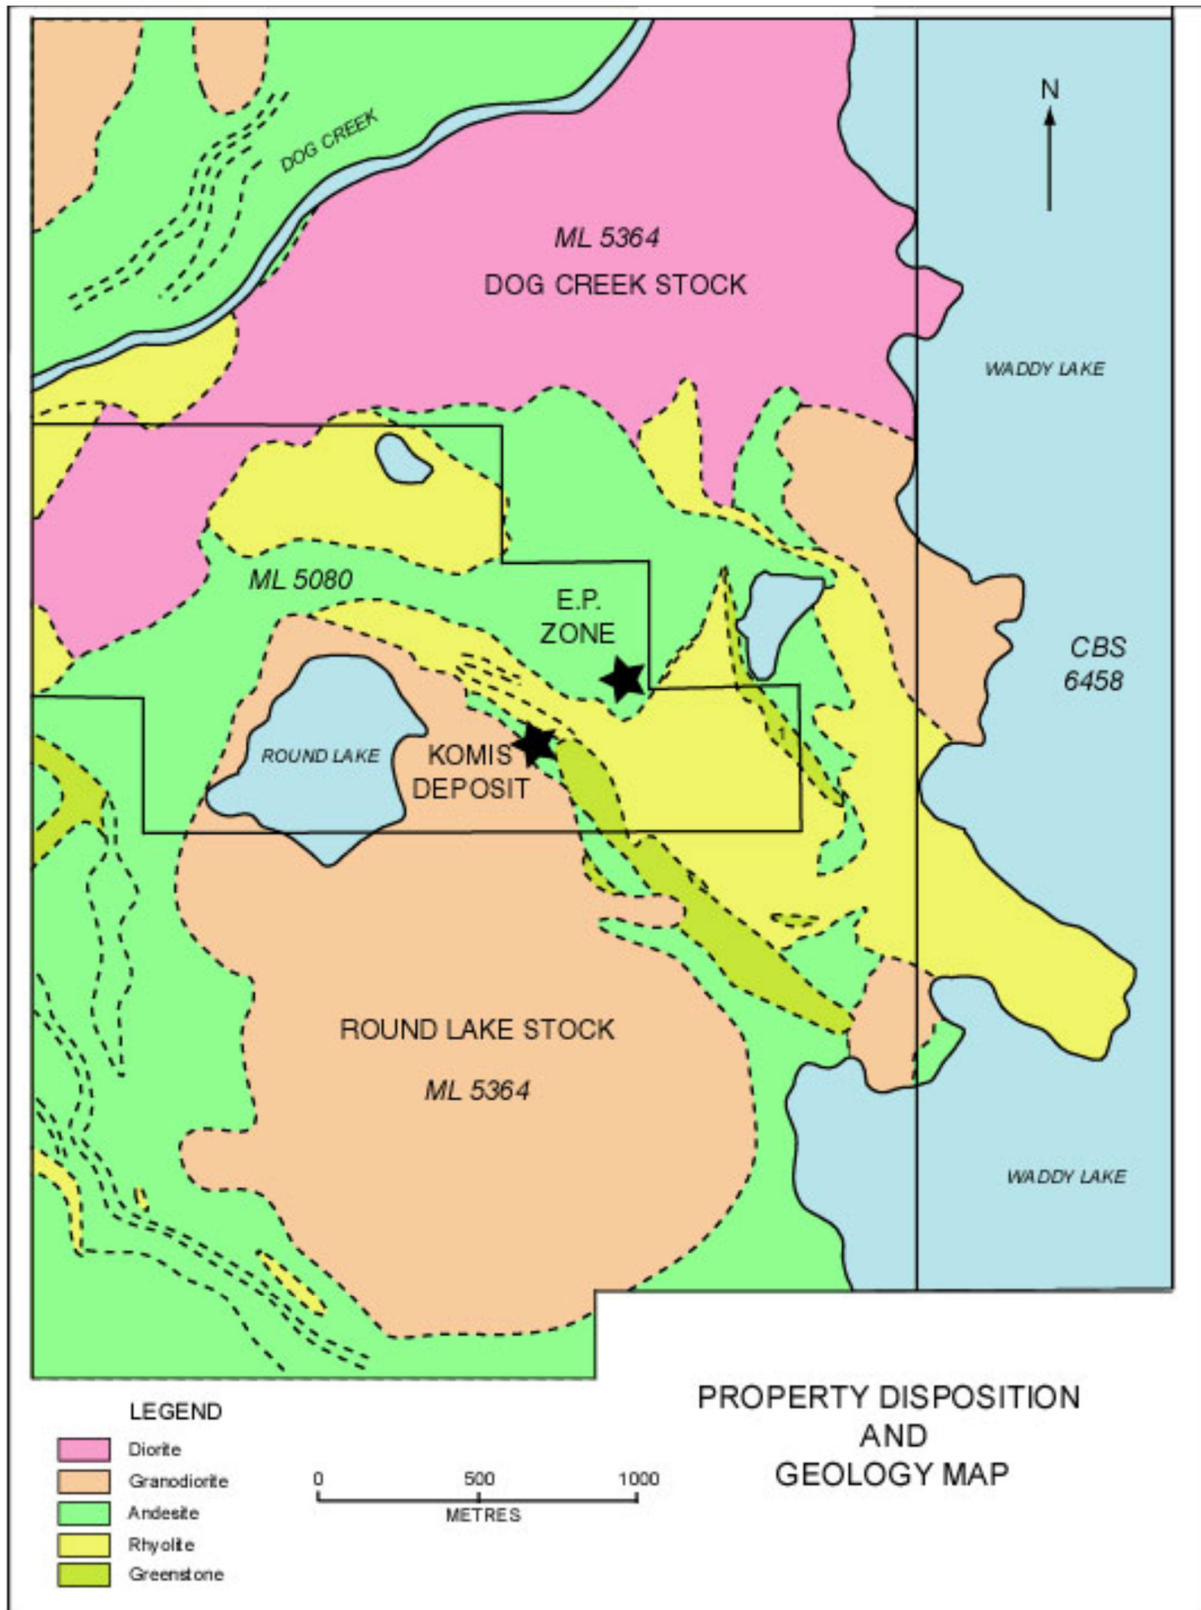 N
DOG CREEK
ML 5364
DOG CREEK STOCK
WADDY LAKE
ML 5080
E.P.
ZONE
CBS
6458
ROUND LAKE
KOMIS
DEPOSIT
1
ROUND LAKE STOCK
ML 5364
WADDY LAKE
PROPERTY DISPOSITION
AND
GEOLOGY MAP
LEGEND
Diorite
Granodiorite
Andesite
Rhyolite
Greenstone
0 500 1000
METRES